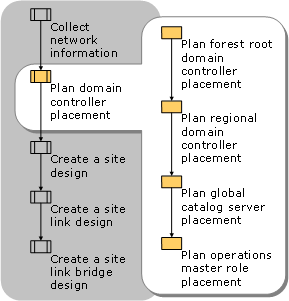 Collect
network
information
Plan domain
controller
placement
Create a site
design
Create a site
link design
Create a site
link bridge
design
Plan forest root
domain
controller
placement
Plan regional
domain
controller
placement
Plan global
catalog server
placement
Plan operations
master role
placement